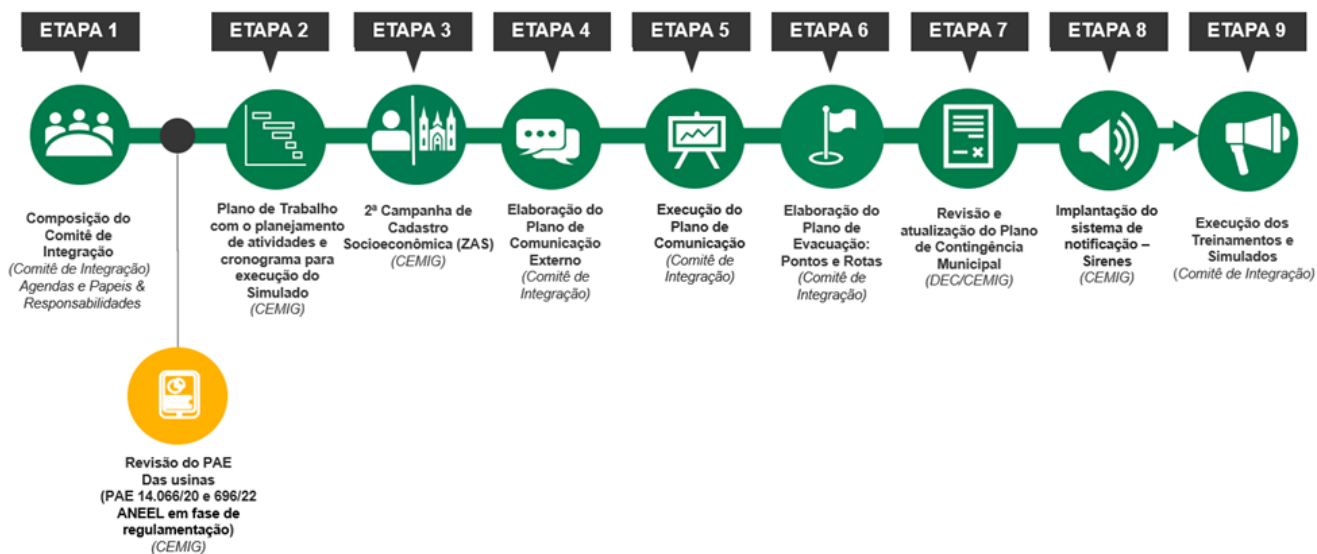 ETAPA 1
ETAPA 2
ETAPA 3
ETAPA 4
ETAPA 5
ETAPA 6
ETAPA 7
ETAPA 8
ETAPA 9
Composição do
Comitê de
Integração
(Comitê de Integração)
Agendas e Papeis &
Responsabilidades
Plano de Trabalho
com o planejamento
de atividades e
cronograma para
execução do
Simulado
(CEMIG)
2ª Campanha de
Cadastro
Socioeconômica (ZAS)
(CEMIG)
Elaboração do
Plano de
Comunicação
Externo
(Comitê de
Integração)
Execução do
Plano de
Comunicação
(Comitê de
Integração)
Elaboração do
Plano de
Evacuação:
Pontos e Rotas
(Comitê de
Integração)
Revisão e
atualização do Plano
de Contingência
Municipal
(DEC/CEMIG)
Implantação do
sistema de
notificação –
Sirenes
(CEMIG)
Execução dos
Treinamentos e
Simulados
(Comitê de Integração)
Revisão do PAE
Das usinas
(PAE 14.066/20 e 696/22
ANEEL em fase de
regulamentação)
(CEMIG)